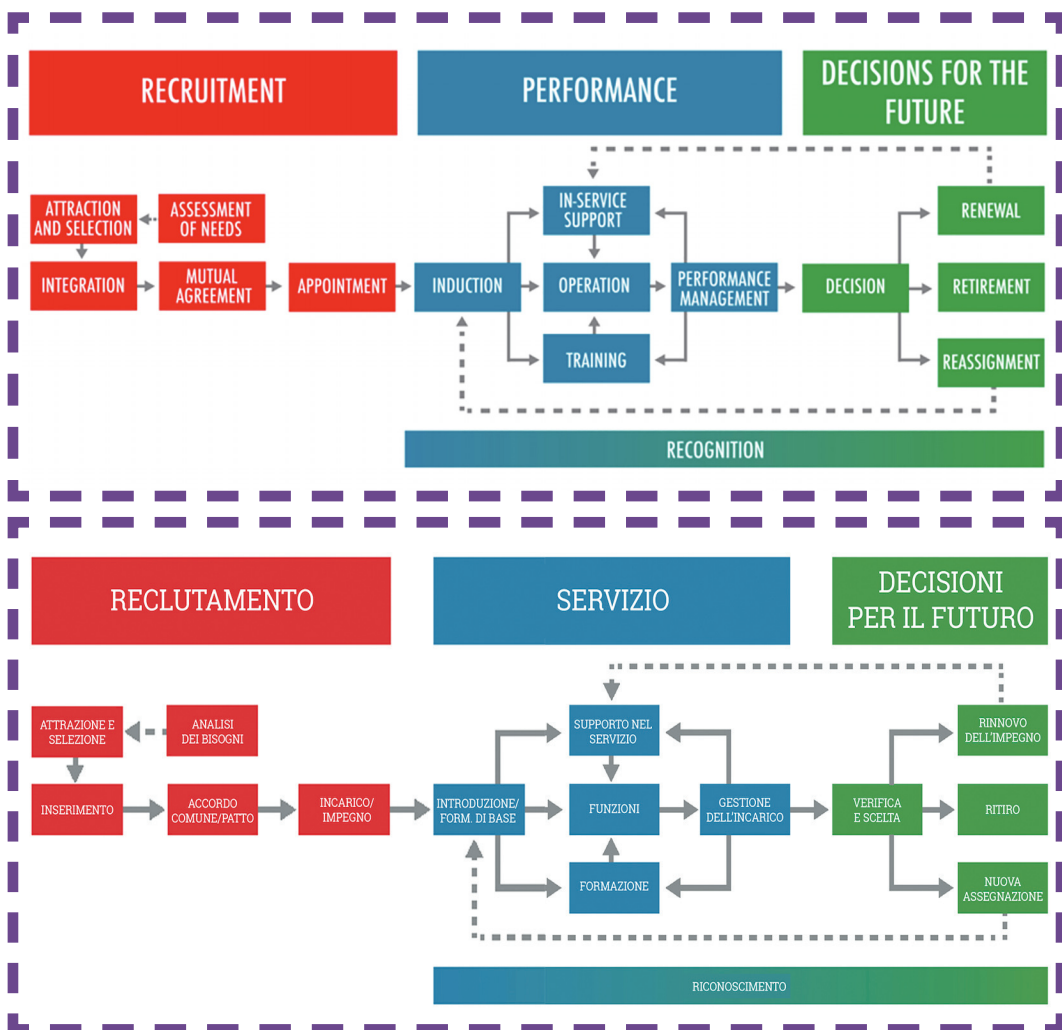 RECRUITMENT
PERFORMANCE
DECISIONS FOR THE
FUTURE
ATTRACTION
AND SELECTION
ASSESSMENT
OF NEEDS
IN-SERVICE
SUPPORT
RENEWAL
INTEGRATION
MUTUAL
AGREEMENT
APPOINTMENT
INDUCTION
OPERATION
PERFORMANCE
MANAGEMENT
DECISION
RETIREMENT
TRAINING
REASSIGNMENT
RECOGNITION
RECLUTAMENTO
SERVIZIO
DECISIONI
PER IL FUTURO
ATTRAZIONE E
SELEZIONE
ANALISI
DEI BISOGNI
SUPPORTO NEL
SERVIZIO
RINNOVO
DELL'IMPEGNO
INSERIMENTO
ACCORDO
COMUNE/PATTO
INCARICO/
IMPEGNO
INTRODUZIONE/
FORM. DI BASE
FUNZIONI
GESTIONE
DELL'INCARICO
VERIFICA
E SCELTA
RITIRO
FORMAZIONE
NUOVA
ASSEGNAZIONE
RICONOSCIMENTO